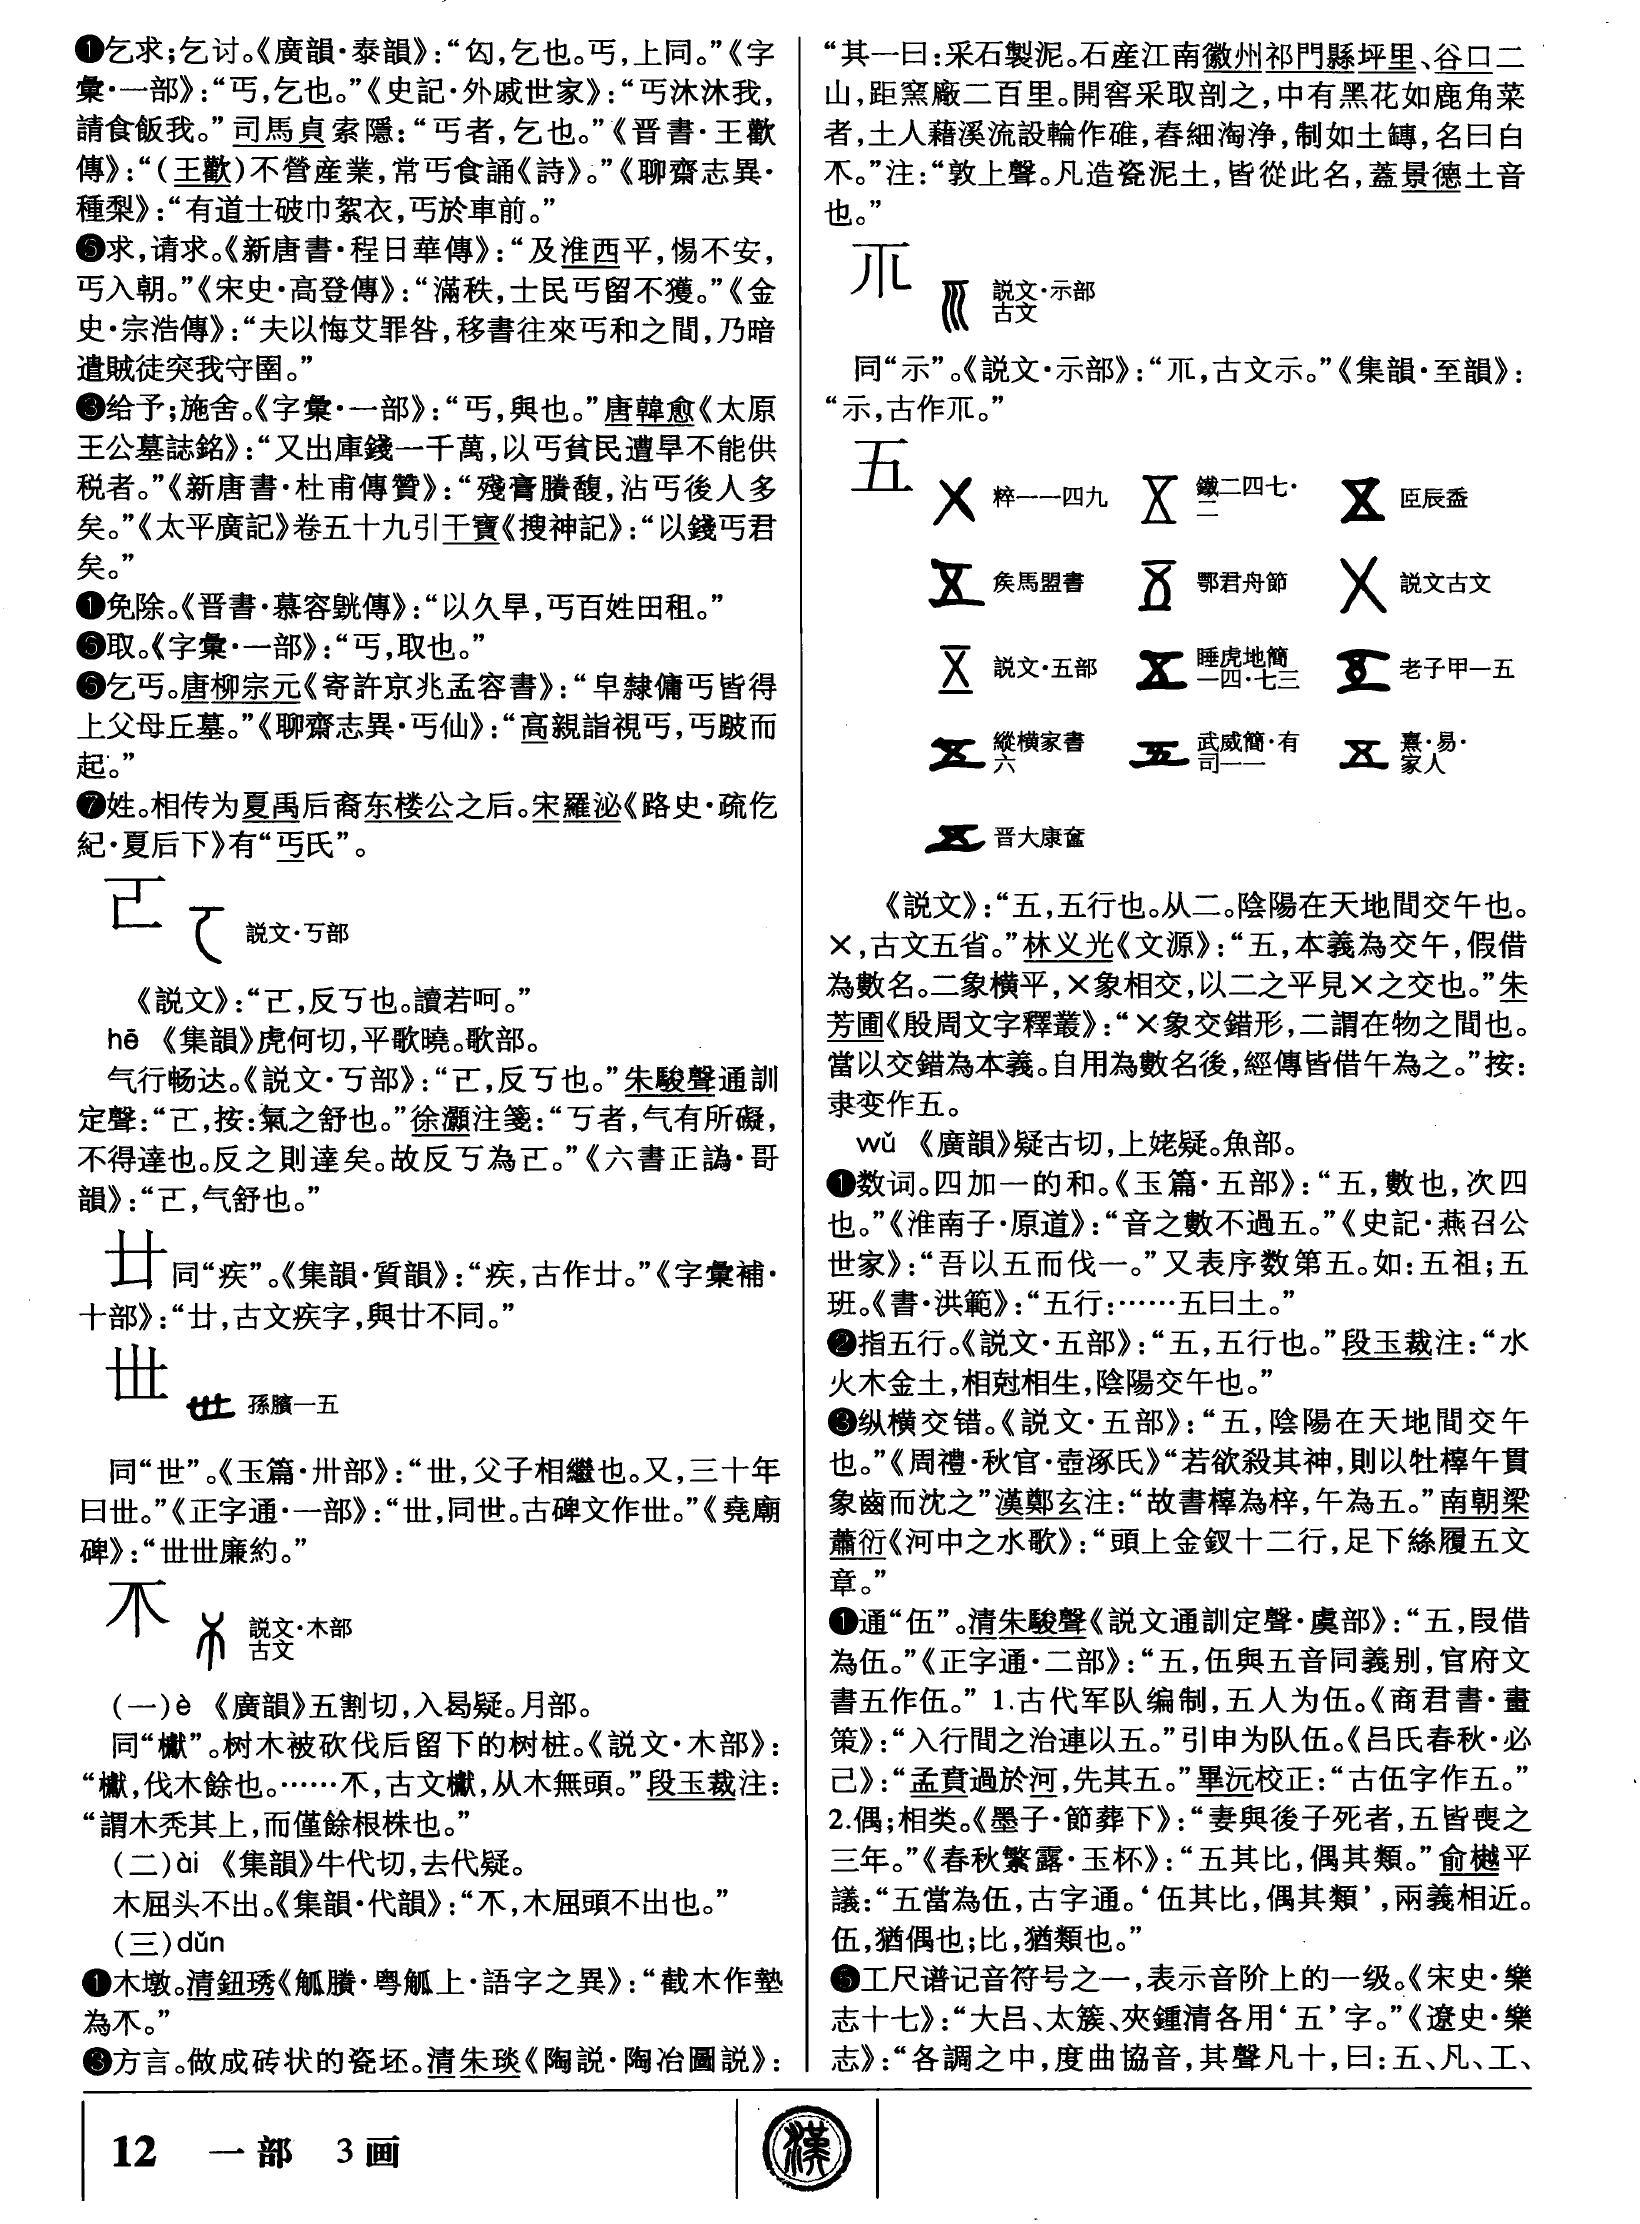 ❶乞求;乞讨。《廣韻·泰韻》:“匃,乞也。丐,上同。”《字
彙·一部》:“丐,乞也。”《史記·外戚世家》:“丐沐沐我,
請食飯我。”司馬貞索隱:“丐者,乞也。”《晋書·王歡
傳》:“(王歡)不營産業,常丐食誦《詩》。”《聊齋志異·
種梨》:“有道士破巾絮衣,丐於車前。”
❺求,请求。《新唐書·程日華傳》:“及淮西平,惕不安,
丐入朝。”《宋史·高登傳》:“滿秩,士民丐留不獲。”《金
史·宗浩傳》:“夫以悔艾罪咎,移書往來丐和之間,乃暗
遣賊徒突我守圉。”
❸给予;施舍。《字彙·一部》:“丐,與也。”唐韓愈《太原
王公墓誌銘》:“又出庫錢一千萬,以丐貧民遭旱不能供
税者。”《新唐書·杜甫傳贊》:“殘膏賸馥,沾丐後人多
矣。”《太平廣記》卷五十九引干寶《搜神記》:“以錢丐君
矣。”
❶免除。《晋書·慕容皝傳》:“以久旱,丐百姓田租。”
❻取。《字彙·一部》:“丐,取也。”
❻乞丐。唐柳宗元《寄許京兆孟容書》:“皁隸傭丐皆得
上父母丘墓。”《聊齋志異·丐仙》:“高親詣視丐,丐跛而
起。”
❼姓。相传为夏禹后裔东楼公之后。宋羅泌《路史·疏仡
紀·夏后下》有“丐氏”。
𠀀 説文·丂部
《説文》:“𠀀,反丂也。讀若呵。”
hē 《集韻》虎何切,平歌曉。歌部。
气行畅达。《説文·丂部》:“𠀀,反丂也。”朱駿聲通訓
定聲:“𠀀,按:氣之舒也。”徐灝注箋:“丂者,气有所礙,
不得達也。反之則達矣。故反丂為𠀀。”《六書正譌·哥
韻》:“𠀀,气舒也。”
𠀍 同“疾”。《集韻·質韻》:“疾,古作𠀍。”《字彙補·
十部》:“𠀍,古文疾字,與廿不同。”
丗 孫臏一五
同“世”。《玉篇·卅部》:“丗,父子相繼也。又,三十年
曰丗。”《正字通·一部》:“丗,同世。古碑文作丗。”《堯廟
碑》:“丗丗廉約。”
不 説文·木部
古文
(一)è 《廣韻》五割切,入曷疑。月部。
同“櫱”。树木被砍伐后留下的树桩。《説文·木部》:
“櫱,伐木餘也。……𣎴,古文櫱,从木無頭。”段玉裁注:
“謂木秃其上,而僅餘根株也。”
(二)ài 《集韻》牛代切,去代疑。
木屈头不出。《集韻·代韻》:“𣎴,木屈頭不出也。”
(三)dǔn
❶木墩。清鈕琇《觚賸·粤觚上·語字之異》:“截木作墊
為𣎴。”
❸方言。做成砖状的瓷坯。清朱琰《陶説·陶冶圖説》:
“其一曰:采石製泥。石産江南徽州祁門縣坪里、谷口二
山,距窯廠二百里。開窖采取剖之,中有黑花如鹿角菜
者,土人藉溪流設輪作碓,舂細淘浄,制如土磚,名曰白
𣎴。”注:“敦上聲。凡造瓷泥土,皆從此名,蓋景德土音
也。”
𠀟 説文·示部
古文
同“示”。《説文·示部》:“𠀟,古文示。”《集韻·至韻》:
“示,古作𠀟。”
五 粹一一四九 鐵二四七·二 臣辰盉
矦馬盟書 鄂君舟節 説文古文
説文·五部 睡虎地簡一四·七三 老子甲一五
縱橫家書六 武威簡·有司一一 熹·易·家人
晋大康奩
《説文》:“五,五行也。从二。陰陽在天地間交午也。
×,古文五省。”林义光《文源》:“五,本義為交午,假借
為數名。二象横平,×象相交,以二之平見×之交也。”朱
芳圃《殷周文字釋叢》:“×象交錯形,二謂在物之間也。
當以交錯為本義。自用為數名後,經傳皆借午為之。”按:
隶变作五。
wǔ 《廣韻》疑古切,上姥疑。魚部。
❶数词。四加一的和。《玉篇·五部》:“五,數也,次四
也。”《淮南子·原道》:“音之數不過五。”《史記·燕召公
世家》:“吾以五而伐一。”又表序数第五。如:五祖;五
班。《書·洪範》:“五行:……五曰土。”
❷指五行。《説文·五部》:“五,五行也。”段玉裁注:“水
火木金土,相尅相生,陰陽交午也。”
❸纵横交错。《説文·五部》:“五,陰陽在天地間交午
也。”《周禮·秋官·壺涿氏》“若欲殺其神,則以牡橭午貫
象齒而沈之”漢鄭玄注:“故書橭為梓,午為五。”南朝梁
蕭衍《河中之水歌》:“頭上金釵十二行,足下絲履五文
章。”
❶通“伍”。清朱駿聲《説文通訓定聲·虞部》:“五,叚借
為伍。”《正字通·二部》:“五,伍與五音同義别,官府文
書五作伍。” 1.古代军队编制,五人为伍。《商君書·畫
策》:“入行間之治連以五。”引申为队伍。《吕氏春秋·必
己》:“孟賁過於河,先其五。”畢沅校正:“古伍字作五。”
2.偶;相类。《墨子·節葬下》:“妻與後子死者,五皆喪之
三年。”《春秋繁露·玉杯》:“五其比,偶其類。”俞樾平
議:“五當為伍,古字通。‘伍其比,偶其類’,兩義相近。
伍,猶偶也;比,猶類也。”
❺工尺谱记音符号之一,表示音阶上的一级。《宋史·樂
志十七》:“大吕、太簇、夾鍾清各用‘五’字。”《遼史·樂
志》:“各調之中,度曲協音,其聲凡十,曰:五、凡、工、
12 一部 3画
漢